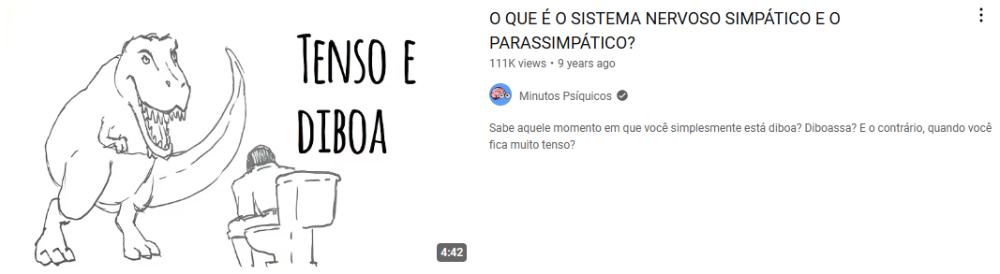 TENSO E
DIBOA
4:42
O QUE É O SISTEMA NERVOSO SIMPÁTICO E O
PARASSIMPÁTICO?
111K views • 9 years ago
Minutos Psíquicos
Sabe aquele momento em que você simplesmente está diboa? Diboassa? E o contrário, quando você
fica muito tenso?